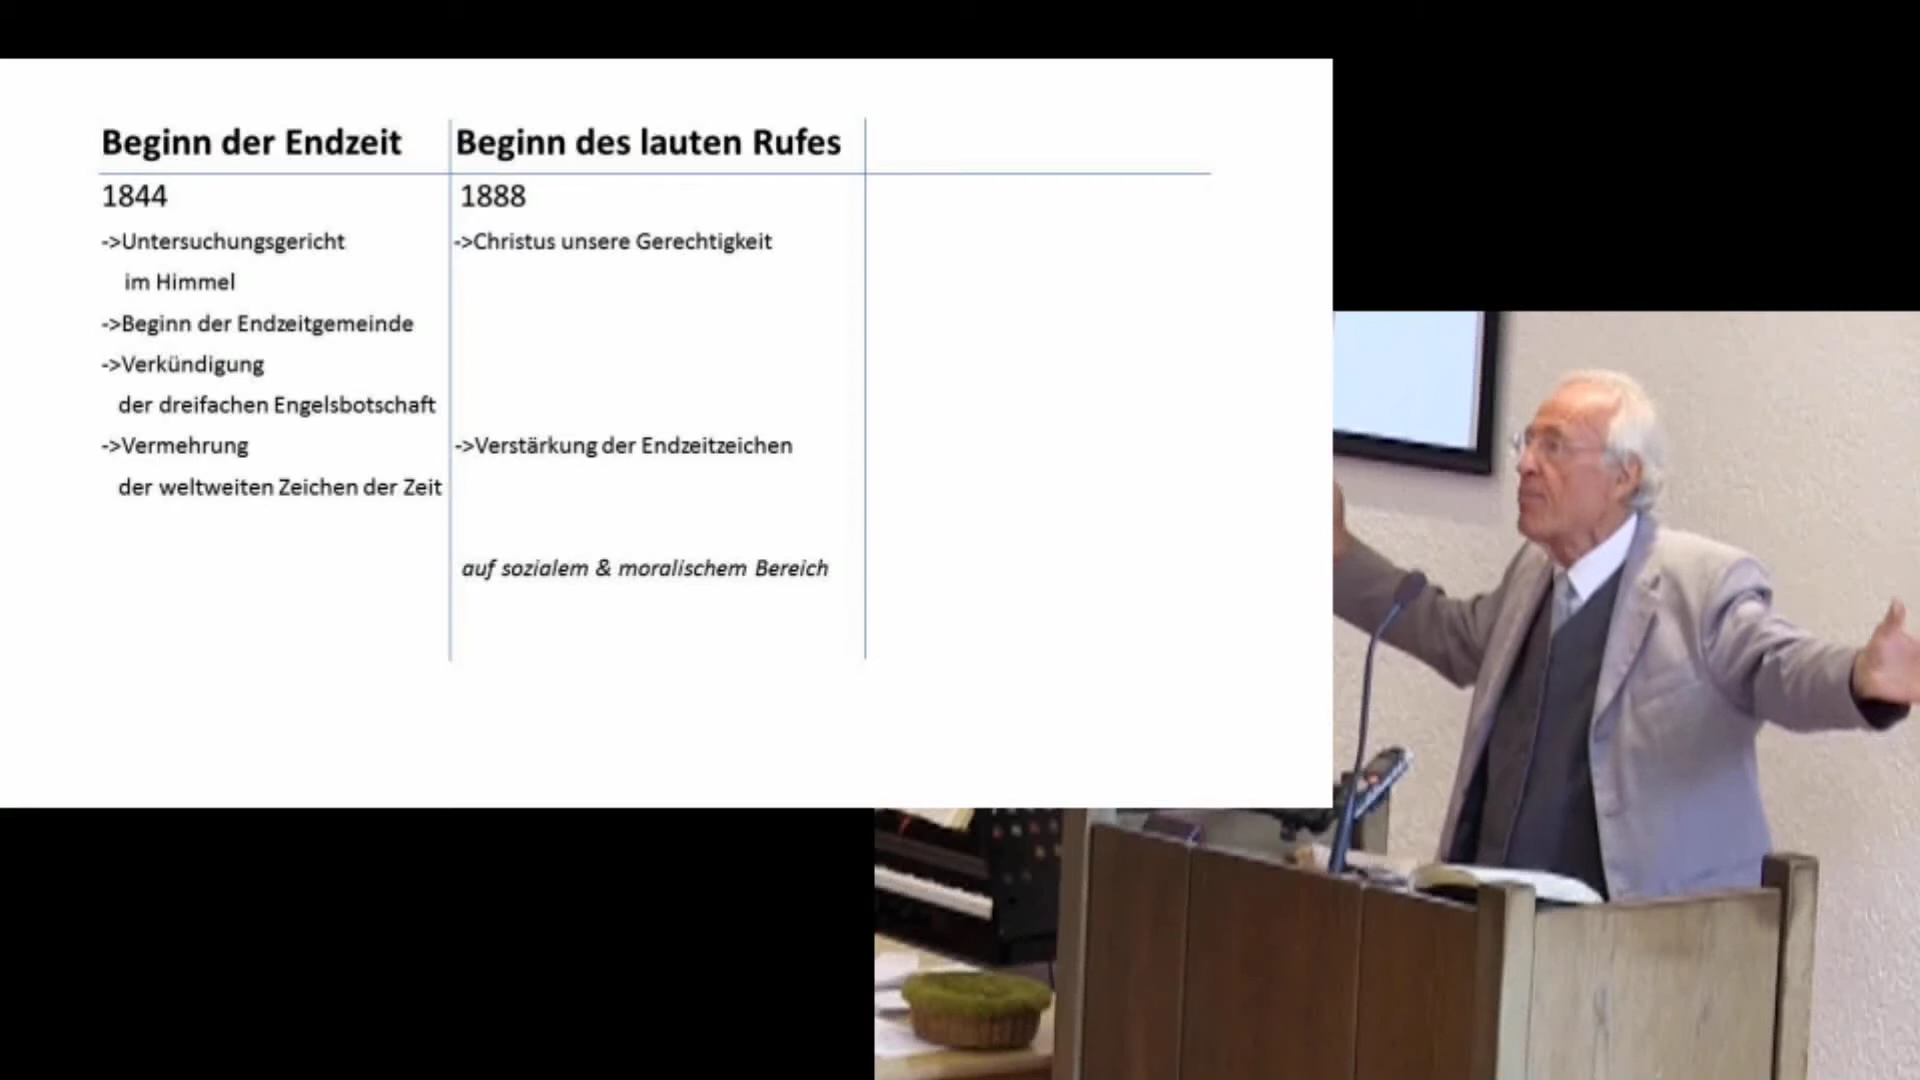 Beginn der Endzeit
1844
->Untersuchungsgericht
im Himmel
->Beginn der Endzeitgemeinde
->Verkündigung
der dreifachen Engelsbotschaft
->Vermehrung
der weltweiten Zeichen der Zeit
Beginn des lauten Rufes
1888
->Christus unsere Gerechtigkeit
->Verstärkung der Endzeitzeichen
auf sozialem & moralischem Bereich